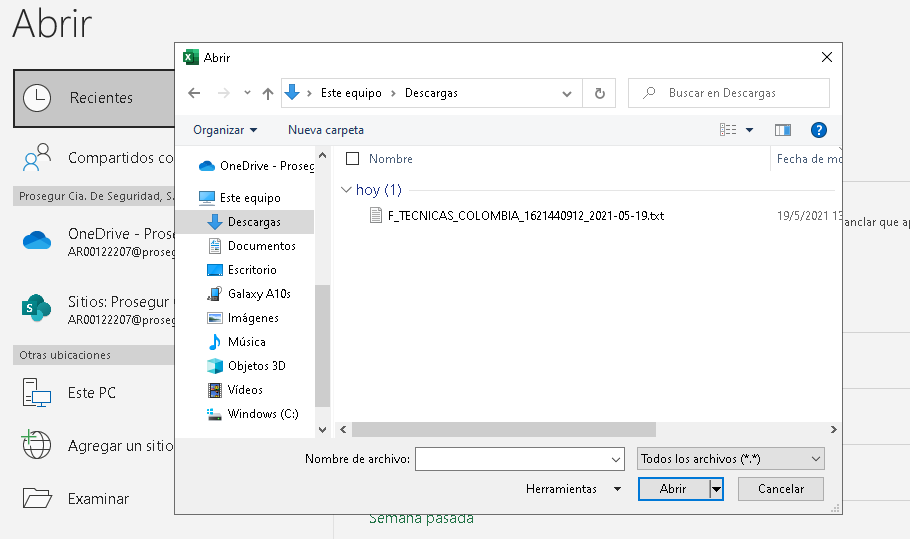 Abrir
Recientes
Compartidos co
Prosegur Cia. De Seguridad, S.
OneDrive - Pros
AR00122207@proseg
Sitios: Prosegur
AR00122207@proseg
Otras ubicaciones
Este PC
Agregar un sitio
Examinar
Abrir
Este equipo
Descargas
Buscar en Descargas
Organizar
Nueva carpeta
OneDrive - Proseg
Este equipo
Descargas
Documentos
Escritorio
Galaxy A10s
Imágenes
Música
Objetos 3D
Vídeos
Windows (C:)
Nombre
Fecha de mo
hoy (1)
F_TECNICAS_COLOMBIA_1621440912_2021-05-19.txt
19/5/2021 13
Nombre de archivo:
Todos los archivos (*.*)
Herramientas
Abrir
Cancelar
anclar que ap
Semana pasada